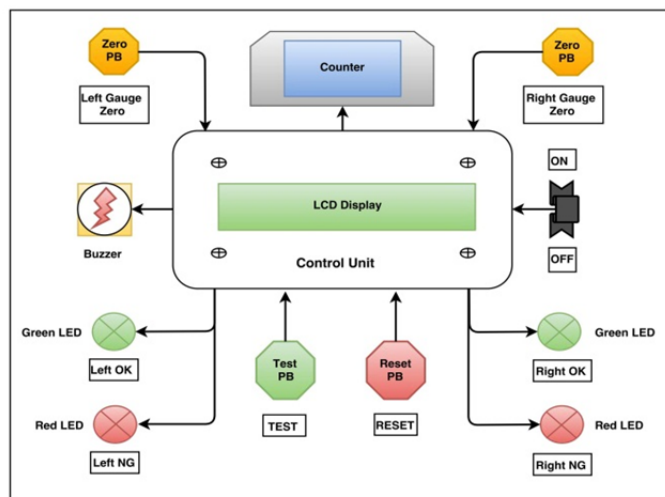 Zero
PB
Left Gauge
Zero
Counter
Zero
PB
Right Gauge
Zero
ON
LCD Display
Buzzer
OFF
Control Unit
Green LED
Left OK
Test
PB
TEST
Reset
PB
RESET
Green LED
Right OK
Red LED
Left NG
Red LED
Right NG